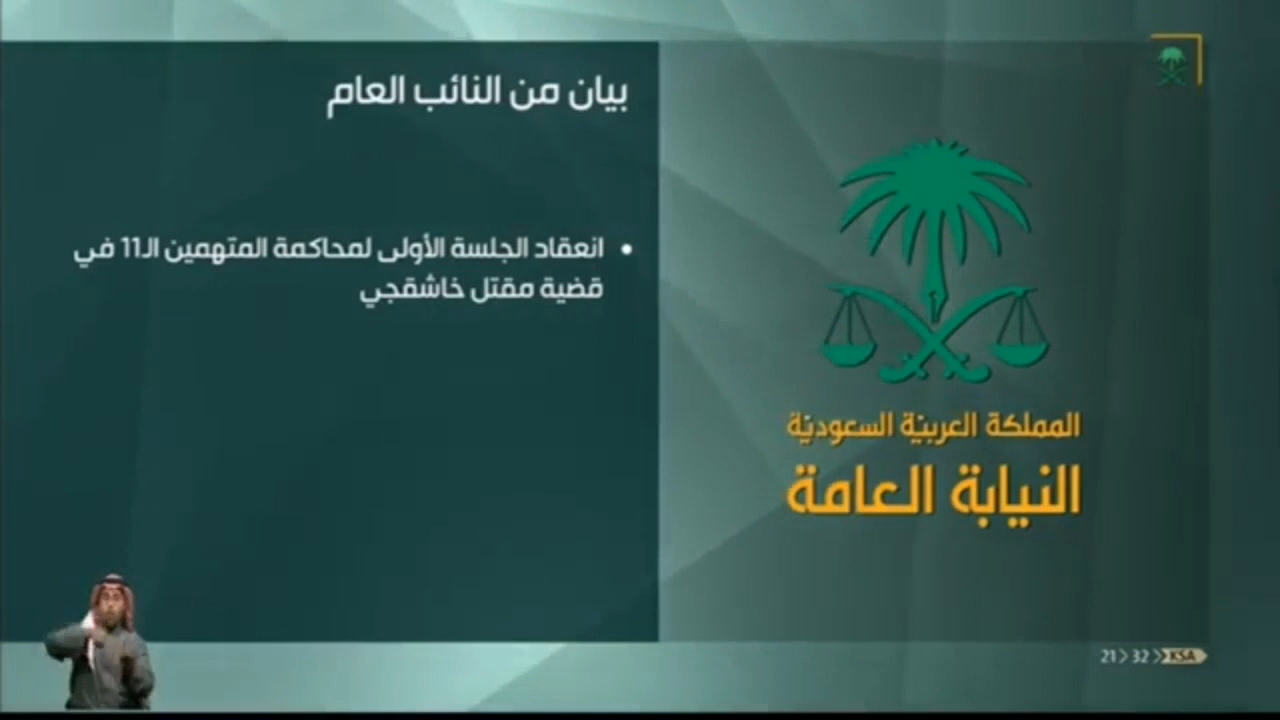 بيان من النائب العام
• انعقاد الجلسة الأولى لمحاكمة المتهمين الـ11 في
قضية مقتل خاشقجي
المملكة العربية السعودية
النيابة العامة
21>32>KSA